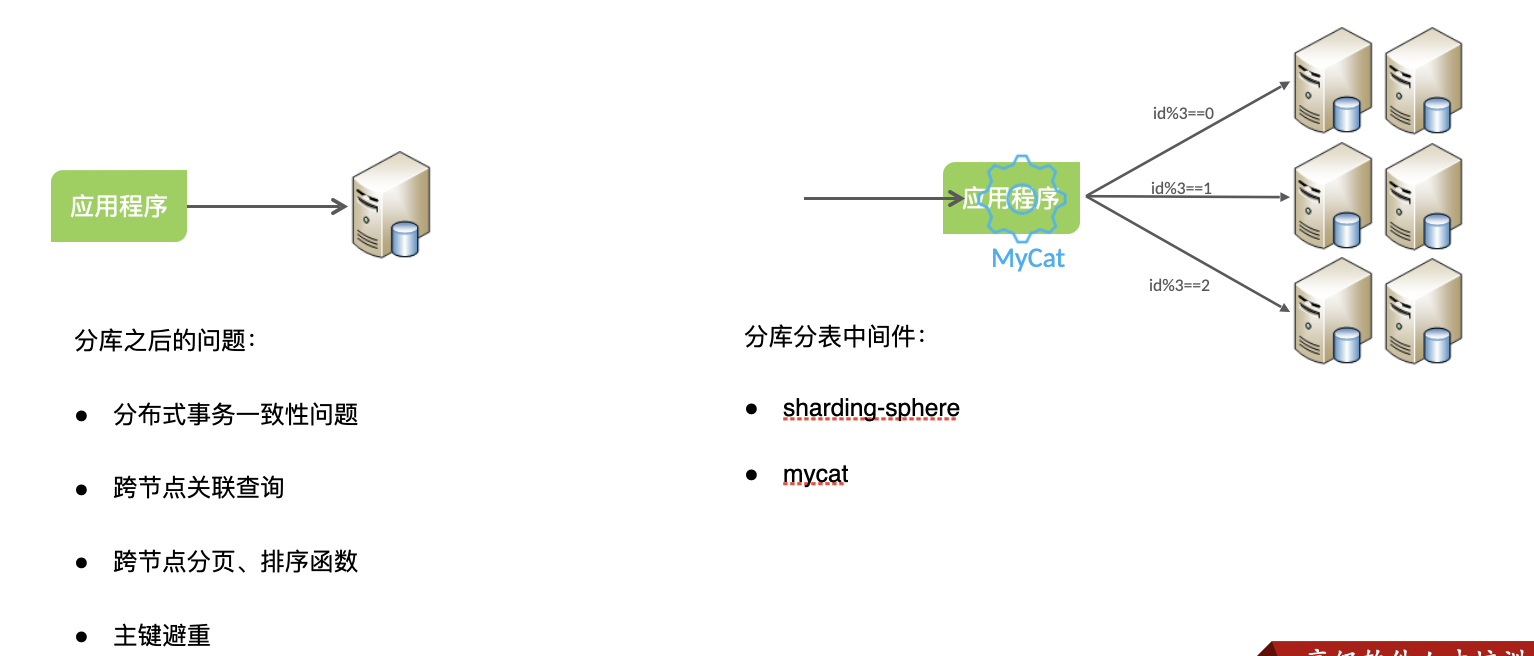 应用程序
应用程序
MyCat
id%3==0
id%3==1
id%3==2
分库之后的问题：
● 分布式事务一致性问题
● 跨节点关联查询
● 跨节点分页、排序函数
● 主键避重
分库分表中间件：
● sharding-sphere
● mycat